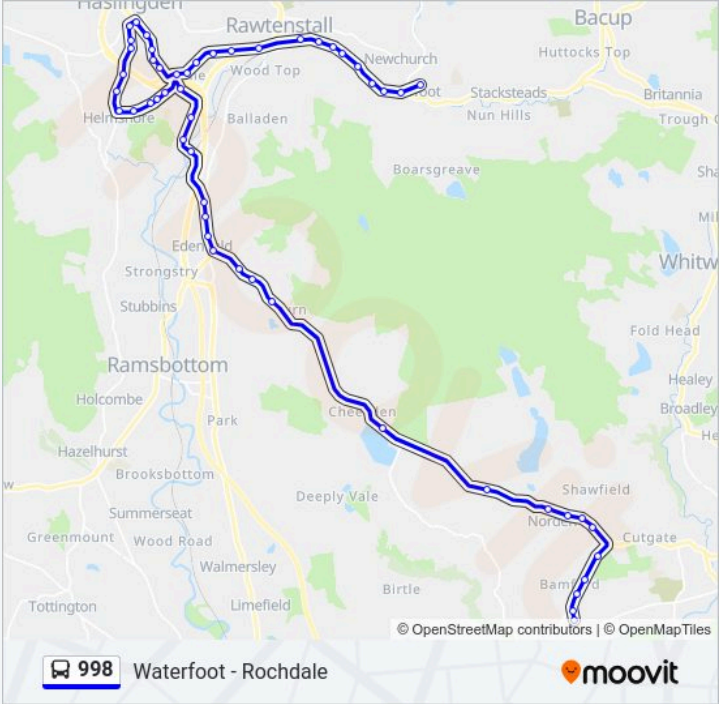 Haslingden
Rawtenstall
Bacup
Newchurch
Huttocks Top
Wood Top
Stacksteads
Britannia
Nun Hills
Trough
Helmshore
Balladen
Boarsgreave
Strongstry
Whitw
Stubbins
Fold Head
Ramsbottom
Healey
Holcombe
Broadley
Park
Hazelhurst
Brooksbottom
Deeply Vale
Shawfield
Summerseat
Greenmount
Wood Road
Cutgate
Walmersley
Birtle
Tottington
Limefield
© OpenStreetMap contributors | © OpenMapTiles
998 Waterfoot - Rochdale
moovit